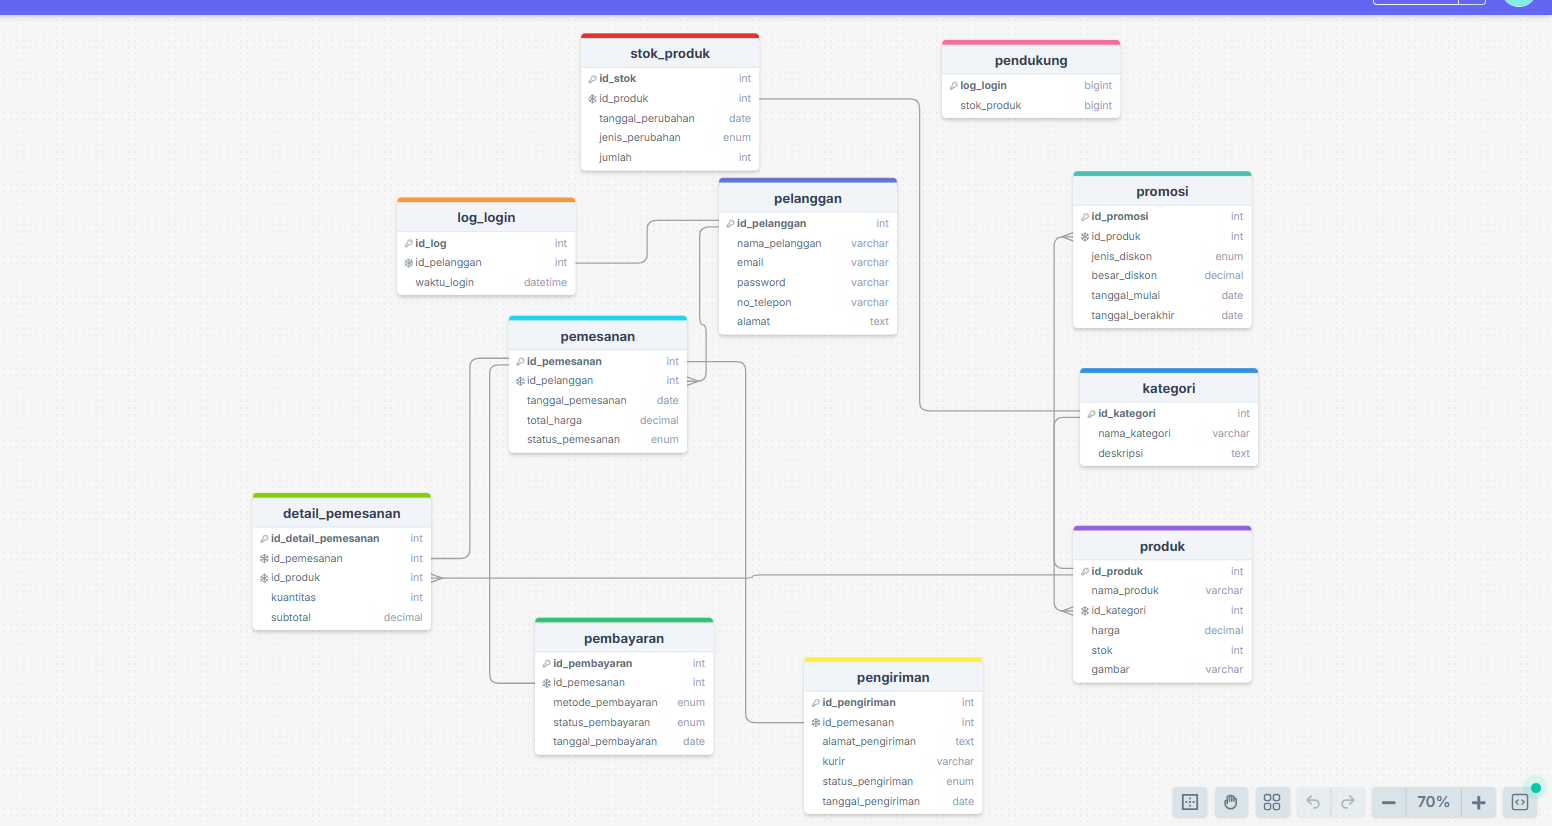 stok_produk
id_stok int
id_produk int
tanggal_perubahan date
jenis_perubahan enum
jumlah int
pendukung
log_login bigint
stok_produk bigint
pelanggan
id_pelanggan int
nama_pelanggan varchar
email varchar
password varchar
no_telepon varchar
alamat text
promosi
id_promosi int
id_produk int
jenis_diskon enum
besar_diskon decimal
tanggal_mulai date
tanggal_berakhir date
log_login
id_log int
id_pelanggan int
waktu_login datetime
pemesanan
id_pemesanan int
id_pelanggan int
tanggal_pemesanan date
total_harga decimal
status_pemesanan enum
kategori
id_kategori int
nama_kategori varchar
deskripsi text
detail_pemesanan
id_detail_pemesanan int
id_pemesanan int
id_produk int
kuantitas int
subtotal decimal
produk
id_produk int
nama_produk varchar
id_kategori int
harga decimal
stok int
gambar varchar
pembayaran
id_pembayaran int
id_pemesanan int
metode_pembayaran enum
status_pembayaran enum
tanggal_pembayaran date
pengiriman
id_pengiriman int
id_pemesanan int
alamat_pengiriman text
kurir varchar
status_pengiriman enum
tanggal_pengiriman date
70%